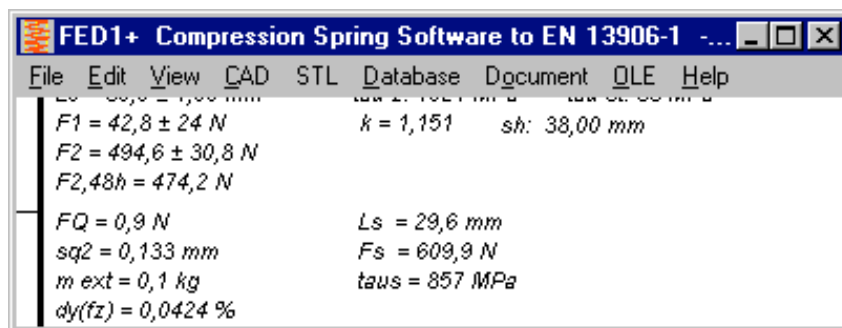 FED1+ Compression Spring Software to EN 13906-1 -...
File Edit View CAD STL Database Document OLE Help
F1 = 42,8 ± 24 N k = 1,151 sh: 38,00 mm
F2 = 494,6 ± 30,8 N
F2,48h = 474,2 N
FQ = 0,9 N Ls = 29,6 mm
sq2 = 0,133 mm Fs = 609,9 N
m ext = 0,1 kg taus = 857 MPa
dy(fz) = 0,0424 %